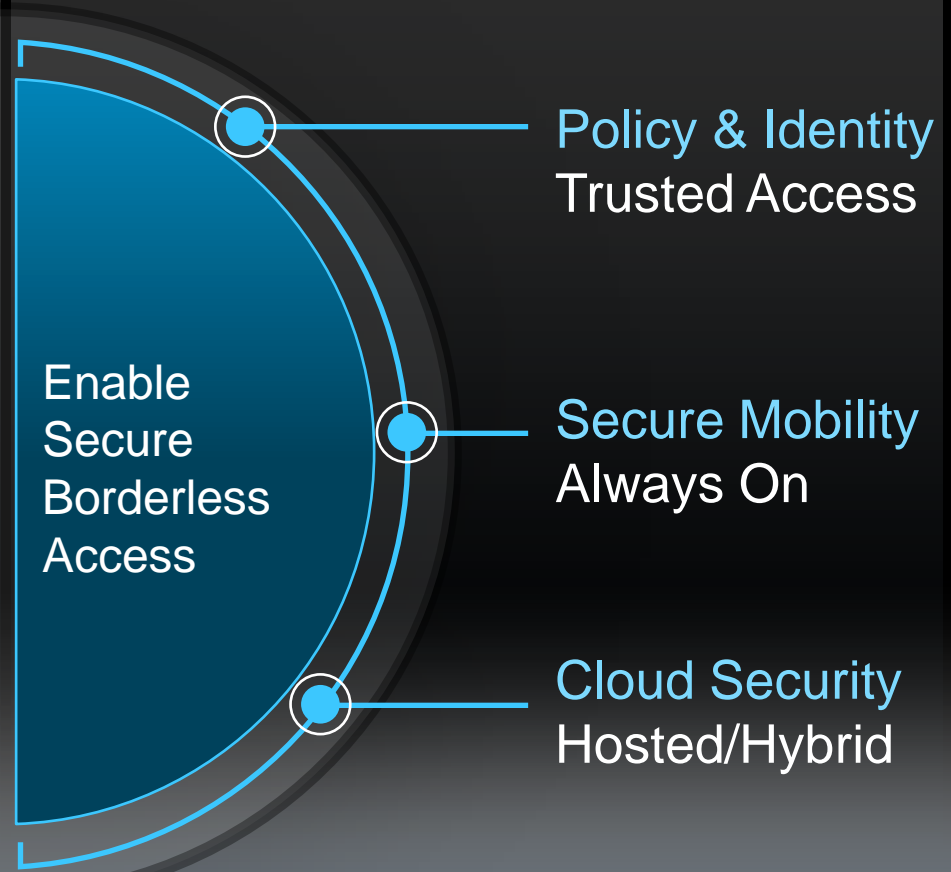 Enable
Secure
Borderless
Access
Policy & Identity
Trusted Access
Secure Mobility
Always On
Cloud Security
Hosted/Hybrid